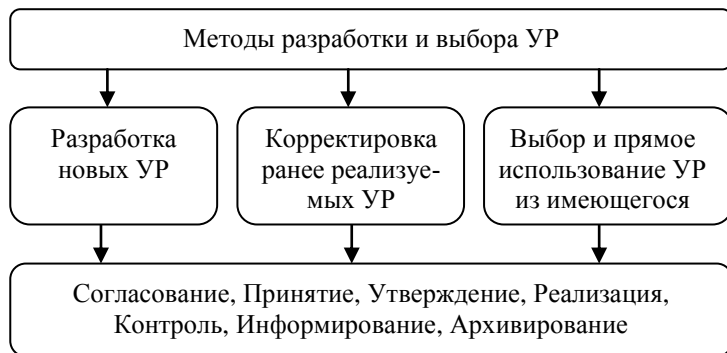 Методы разработки и выбора УР
Разработка
новых УР
Корректировка
ранее реализуе-
мых УР
Выбор и прямое
использование УР
из имеющегося
Согласование, Принятие, Утверждение, Реализация,
Контроль, Информирование, Архивирование